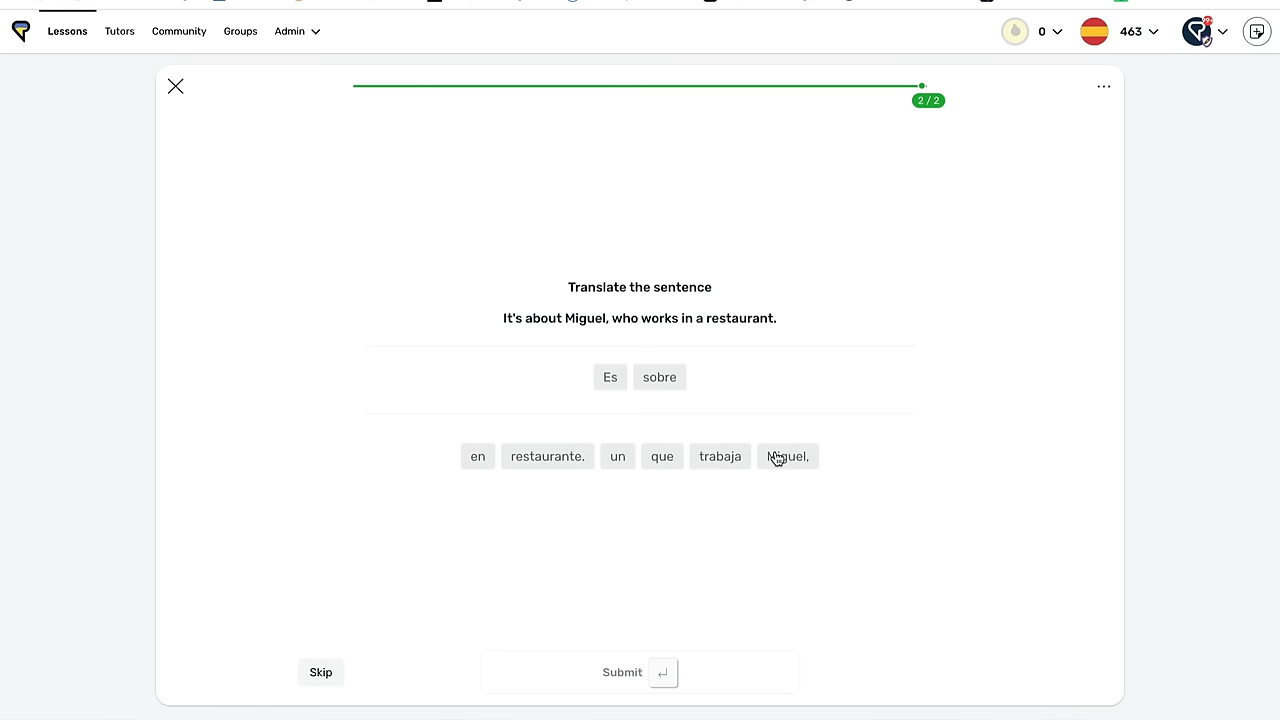 Lessons Tutors Community Groups Admin 0 463
2 / 2
Translate the sentence
It's about Miguel, who works in a restaurant.
Es sobre
en restaurante. un que trabaja Miguel,
Skip Submit